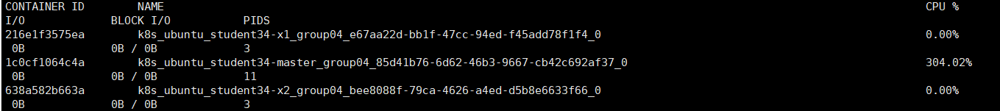 CONTAINER ID        NAME                                                                                                                 CPU %
I/O             BLOCK I/O           PIDS
216e1f3575ea        k8s_ubuntu_student34-x1_group04_e67aa22d-bb1f-47cc-94ed-f45add78f1f4_0                                                 0.00%
 0B             0B / 0B             3
1c0cf1064c4a        k8s_ubuntu_student34-master_group04_85d41b76-6d62-46b3-9667-cb42c692af37_0                                             304.02%
 0B             0B / 0B             11
638a582b663a        k8s_ubuntu_student34-x2_group04_bee8088f-79ca-4626-a4ed-d5b8e6633f66_0                                                 0.00%
 0B             0B / 0B             3